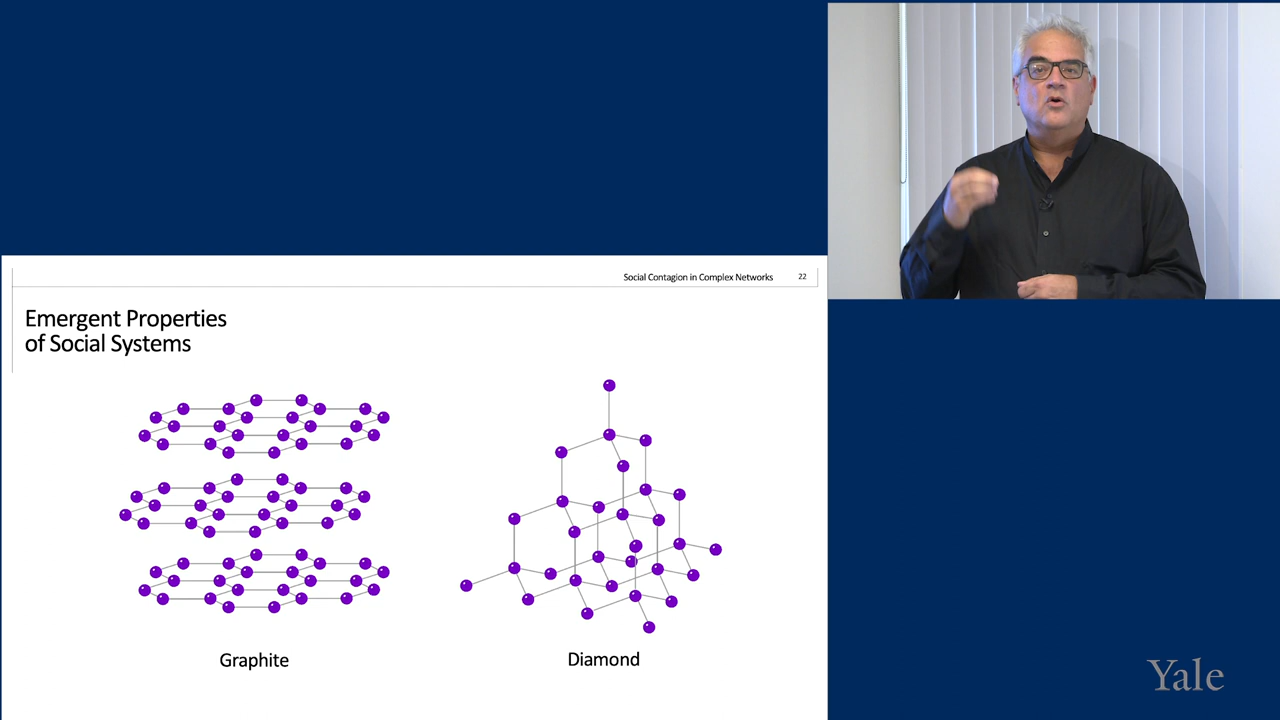 Social Contagion in Complex Networks 22
Emergent Properties
of Social Systems
Graphite
Diamond
Yale